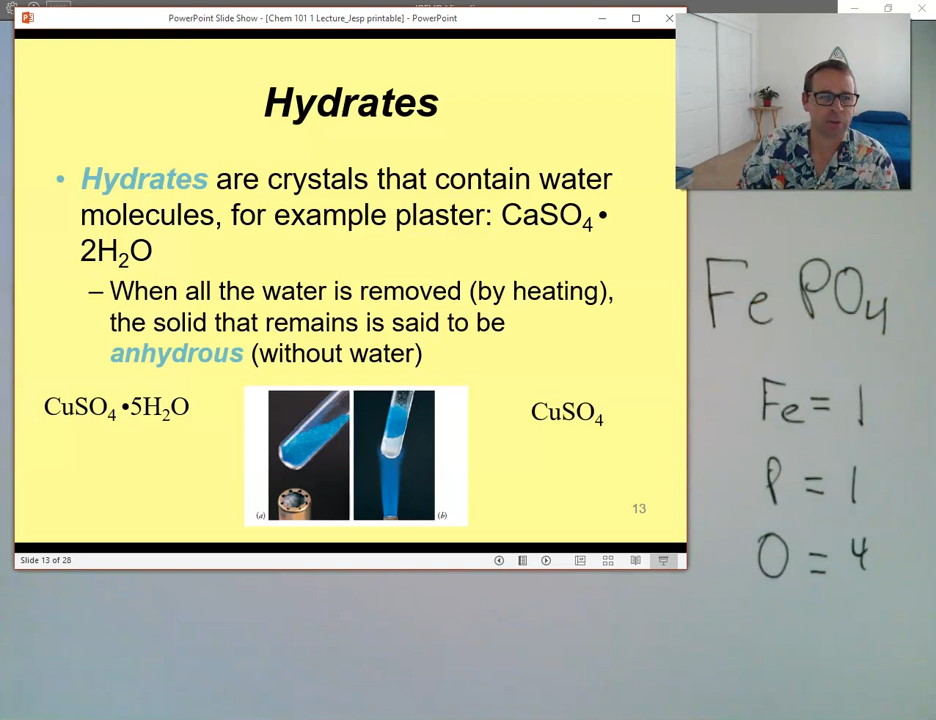 PowerPoint Slide Show - [Chem 101 1 Lecture_Jesp printable] - PowerPoint
Hydrates
• Hydrates are crystals that contain water
molecules, for example plaster: CaSO₄ •
2H₂O
– When all the water is removed (by heating),
the solid that remains is said to be
anhydrous (without water)
CuSO₄ •5H₂O
CuSO₄
(a)
(b)
13
Slide 13 of 28
Fe PO₄
Fe = 1
P = 1
O = 4